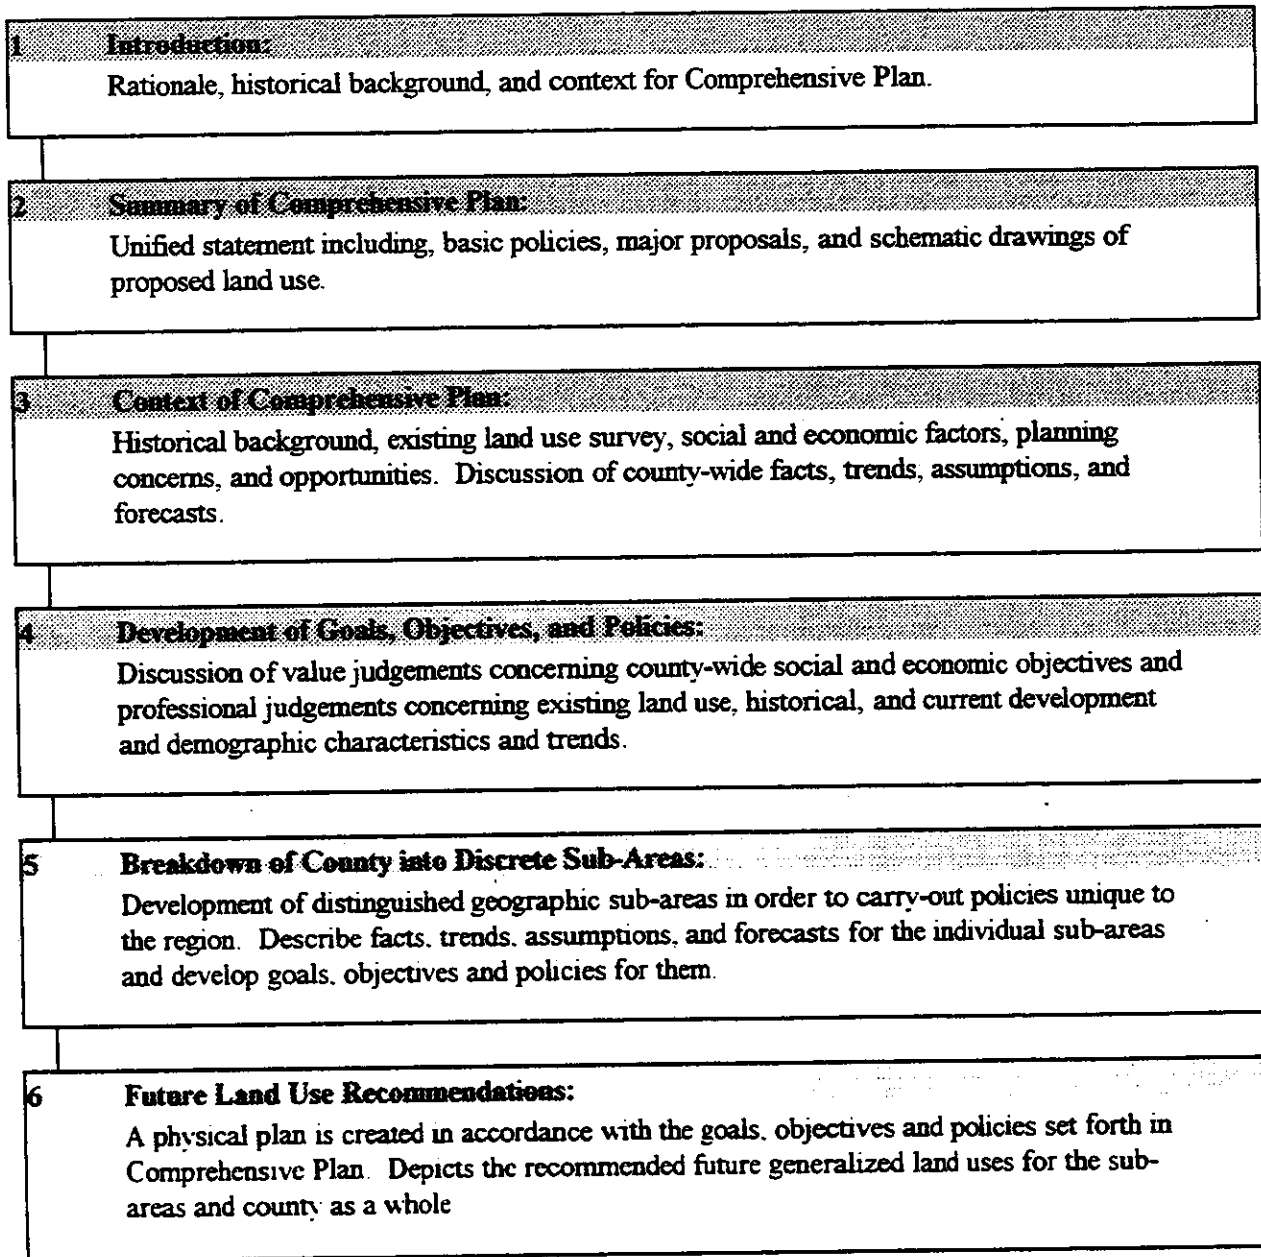 1 Introduction:
Rationale, historical background, and context for Comprehensive Plan.
2 Summary of Comprehensive Plan:
Unified statement including, basic policies, major proposals, and schematic drawings of
proposed land use.
3 Context of Comprehensive Plan:
Historical background, existing land use survey, social and economic factors, planning
concerns, and opportunities. Discussion of county-wide facts, trends, assumptions, and
forecasts.
4 Development of Goals, Objectives, and Policies:
Discussion of value judgements concerning county-wide social and economic objectives and
professional judgements concerning existing land use, historical, and current development
and demographic characteristics and trends.
5 Breakdown of County into Discrete Sub-Areas:
Development of distinguished geographic sub-areas in order to carry-out policies unique to
the region. Describe facts, trends, assumptions, and forecasts for the individual sub-areas
and develop goals, objectives and policies for them.
6 Future Land Use Recommendations:
A physical plan is created in accordance with the goals, objectives and policies set forth in
Comprehensive Plan. Depicts the recommended future generalized land uses for the sub-
areas and county as a whole